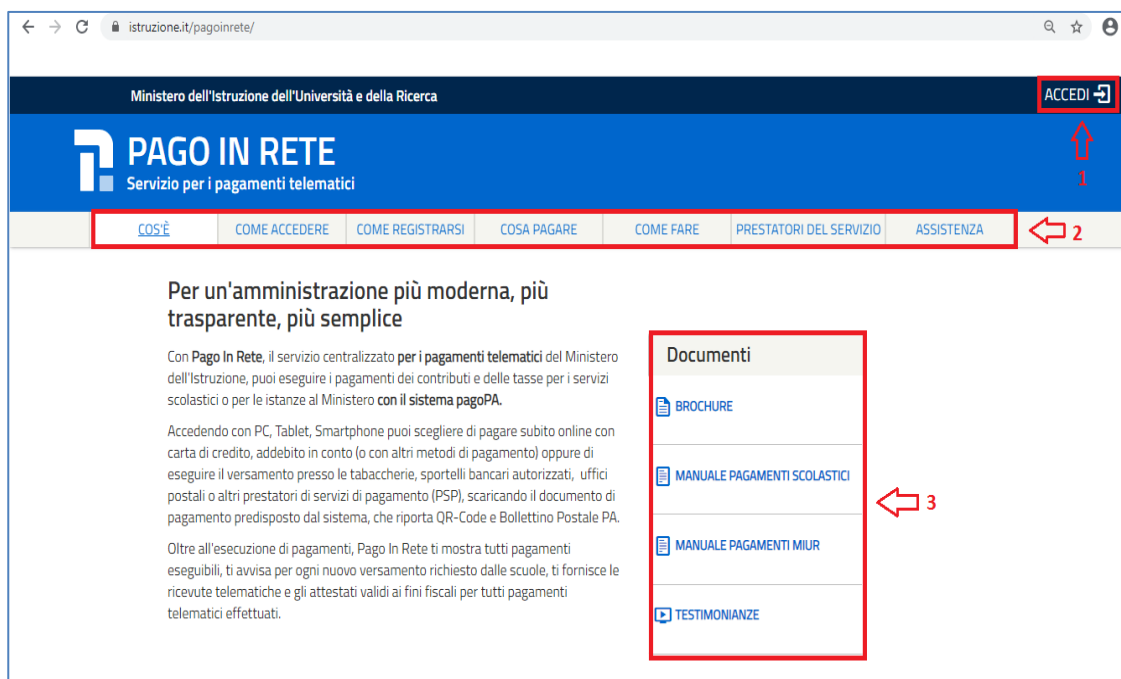 istruzione.it/pagoinrete/
Ministero dell'Istruzione dell'Università e della Ricerca
ACCEDI
1
PAGO IN RETE
Servizio per i pagamenti telematici
COS'È COME ACCEDERE COME REGISTRARSI COSA PAGARE COME FARE PRESTATORI DEL SERVIZIO ASSISTENZA
2
Per un'amministrazione più moderna, più
trasparente, più semplice
Con Pago In Rete, il servizio centralizzato per i pagamenti telematici del Ministero
dell'Istruzione, puoi eseguire i pagamenti dei contributi e delle tasse per i servizi
scolastici o per le istanze al Ministero con il sistema pagoPA.
Accedendo con PC, Tablet, Smartphone puoi scegliere di pagare subito online con
carta di credito, addebito in conto (o con altri metodi di pagamento) oppure di
eseguire il versamento presso le tabaccherie, sportelli bancari autorizzati, uffici
postali o altri prestatori di servizi di pagamento (PSP), scaricando il documento di
pagamento predisposto dal sistema, che riporta QR-Code e Bollettino Postale PA.
Oltre all'esecuzione di pagamenti, Pago In Rete ti mostra tutti pagamenti
eseguibili, ti avvisa per ogni nuovo versamento richiesto dalle scuole, ti fornisce le
ricevute telematiche e gli attestati validi ai fini fiscali per tutti pagamenti
telematici effettuati.
Documenti
BROCHURE
MANUALE PAGAMENTI SCOLASTICI
MANUALE PAGAMENTI MIUR
TESTIMONIANZE
3